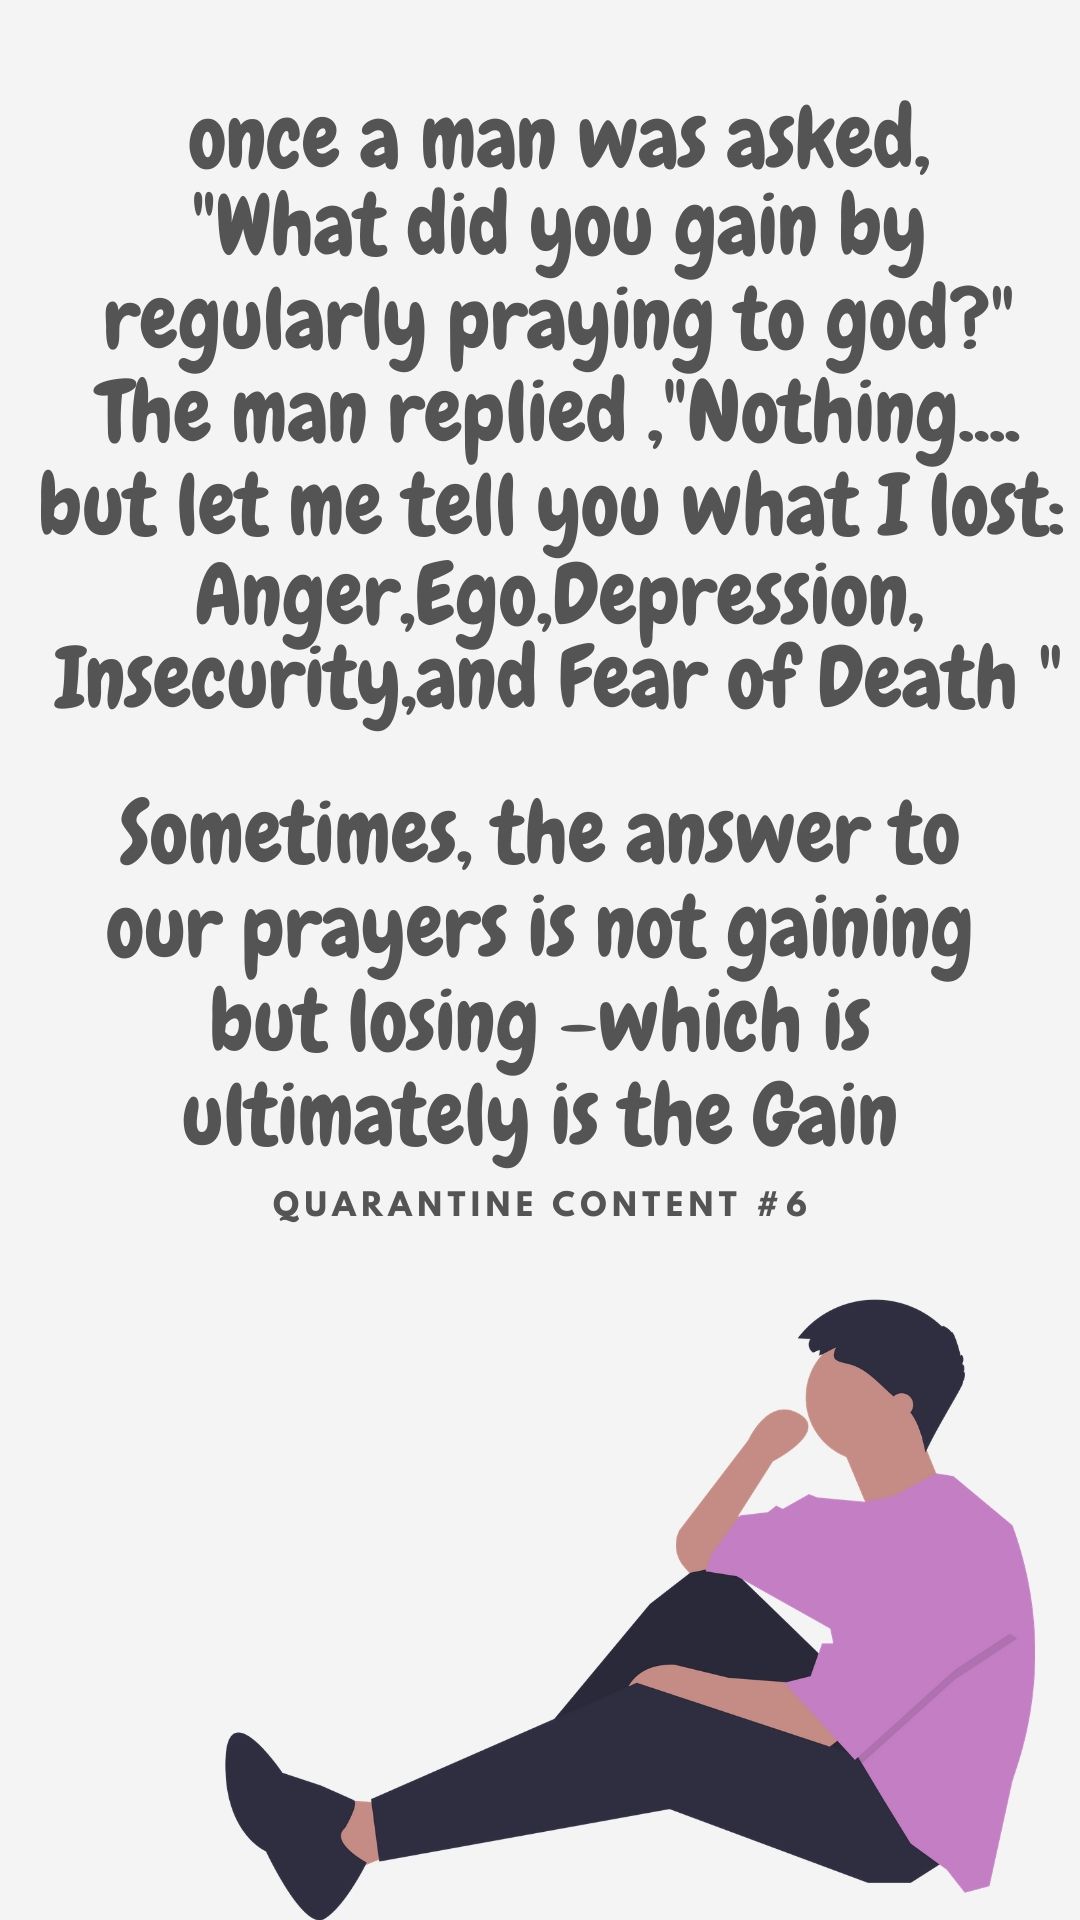 once a man was asked,
"What did you gain by
regularly praying to god?"
The man replied ,"Nothing....
but let me tell you what I lost:
Anger,Ego,Depression,
Insecurity,and Fear of Death "
Sometimes, the answer to
our prayers is not gaining
but losing -which is
ultimately is the Gain
QUARANTINE CONTENT #6